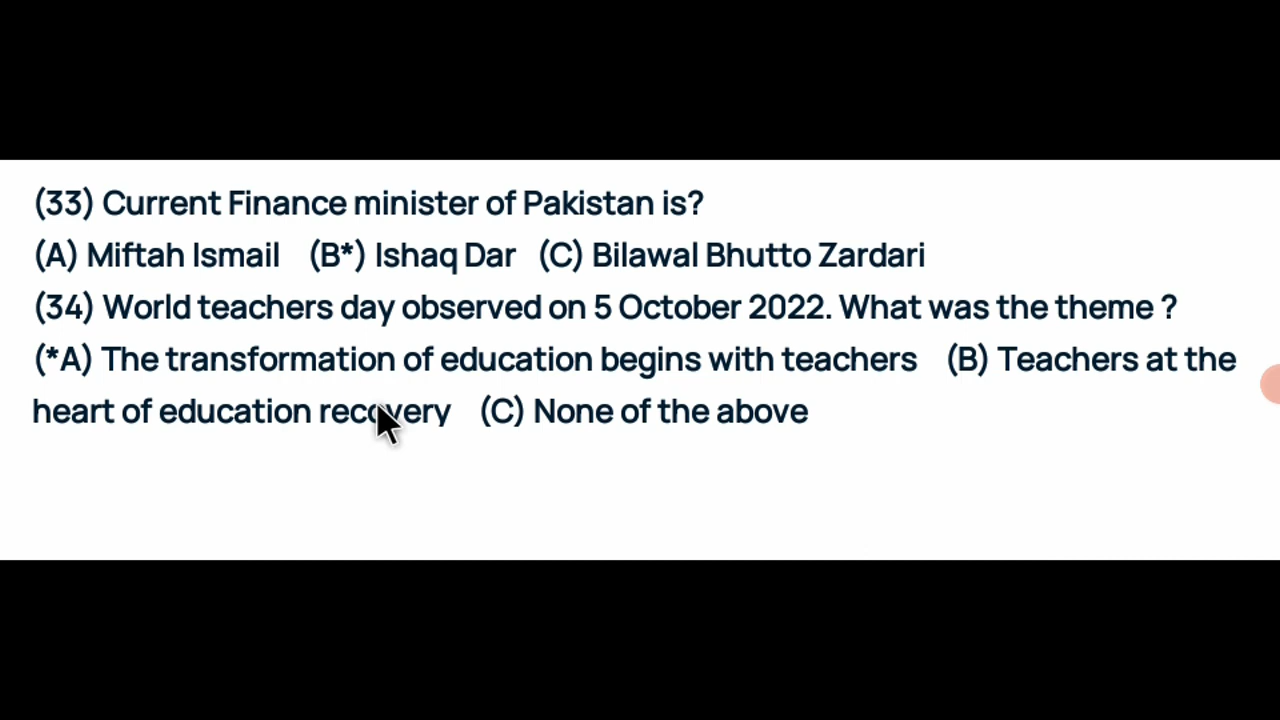 (33) Current Finance minister of Pakistan is?
(A) Miftah Ismail (B*) Ishaq Dar (C) Bilawal Bhutto Zardari
(34) World teachers day observed on 5 October 2022. What was the theme ?
(*A) The transformation of education begins with teachers (B) Teachers at the
heart of education recovery (C) None of the above